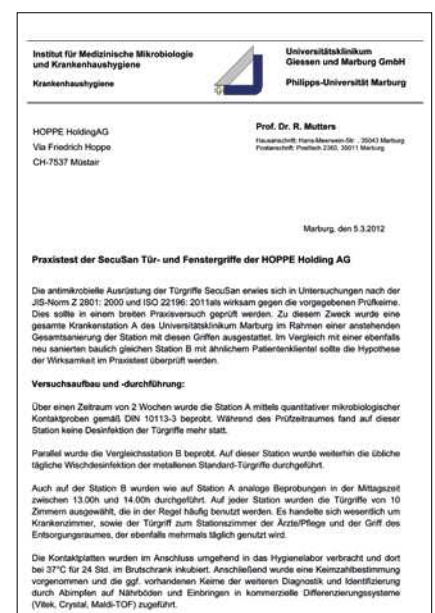 Institut für Medizinische Mikrobiologie
und Krankenhaushygiene
Krankenhaushygiene
Universitätsklinikum
Giessen und Marburg GmbH
Philipps-Universität Marburg
HOPPE HoldingAG
Via Friedrich Hoppe
CH-7537 Müstair
Prof. Dr. R. Mutters
Hausanschrift: Hans-Meerwein-Str. , 35043 Marburg
Postanschrift: Postfach 2360, 35011 Marburg
Marburg, den 5.3.2012
Praxistest der SecuSan Tür- und Fenstergriffe der HOPPE Holding AG
Die antimikrobielle Ausrüstung der Türgriffe SecuSan erwies sich in Untersuchungen nach der
JIS-Norm Z 2801: 2000 und ISO 22196: 2011als wirksam gegen die vorgegebenen Prüfkeime.
Dies sollte in einem breiten Praxisversuch geprüft werden. Zu diesem Zweck wurde eine
gesamte Krankenstation A des Universitätsklinikum Marburg im Rahmen einer anstehenden
Gesamtsanierung der Station mit diesen Griffen ausgestattet. Im Vergleich mit einer ebenfalls
neu sanierten baulich gleichen Station B mit ähnlichem Patientenklientel sollte die Hypothese
der Wirksamkeit im Praxistest überprüft werden.
Versuchsaufbau und -durchführung:
Über einen Zeitraum von 2 Wochen wurde die Station A mittels quantitativer mikrobiologischer
Kontaktproben gemäß DIN 10113-3 beprobt. Während des Prüfzeitraumes fand auf dieser
Station keine Desinfektion der Türgriffe mehr statt.
Parallel wurde die Vergleichsstation B beprobt. Auf dieser Station wurde weiterhin die übliche
tägliche Wischdesinfektion der metallenen Standard-Türgriffe durchgeführt.
Auch auf der Station B wurden wie auf Station A analoge Beprobungen in der Mittagszeit
zwischen 13.00h und 14.00h durchgeführt. Auf jeder Station wurden die Türgriffe von 10
Zimmern ausgewählt, die in der Regel häufig benutzt werden. Es handelte sich wesentlich um
Krankenzimmer, sowie der Türgriff zum Stationszimmer der Ärzte/Pflege und der Griff des
Entsorgungsraumes, der ebenfalls mehrmals täglich genutzt wird.
Die Kontaktplatten wurden im Anschluss umgehend in das Hygienelabor verbracht und dort
bei 37°C für 24 Std. im Brutschrank inkubiert. Anschließend wurde eine Keimzahlbestimmung
vorgenommen und die ggf. vorhandenen Keime der weiteren Diagnostik und Identifizierung
durch Abimpfen auf Nährböden und Einbringen in kommerzielle Differenzierungssysteme
(Vitek, Crystal, Maldi-TOF) zugeführt.